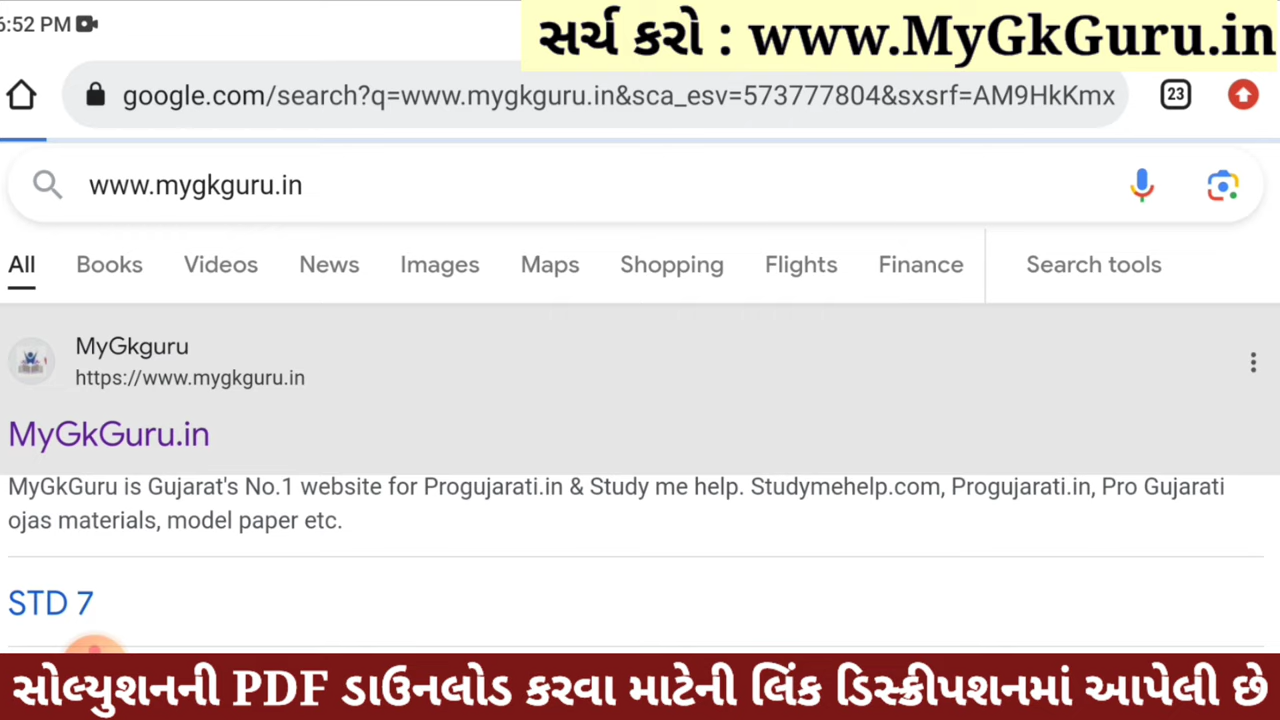 6:52 PM
સર્ચ કરો : www.MyGkGuru.in
google.com/search?q=www.mygkguru.in&sca_esv=573777804&sxsrf=AM9HkKmx
23
www.mygkguru.in
All Books Videos News Images Maps Shopping Flights Finance Search tools
MyGkguru
https://www.mygkguru.in
MyGkGuru.in
MyGkGuru is Gujarat's No.1 website for Progujarati.in & Study me help. Studymehelp.com, Progujarati.in, Pro Gujarati
ojas materials, model paper etc.
STD 7
સોલ્યુશનની PDF ડાઉનલોડ કરવા માટેની લિંક ડિસ્ક્રીપશનમાં આપેલી છે